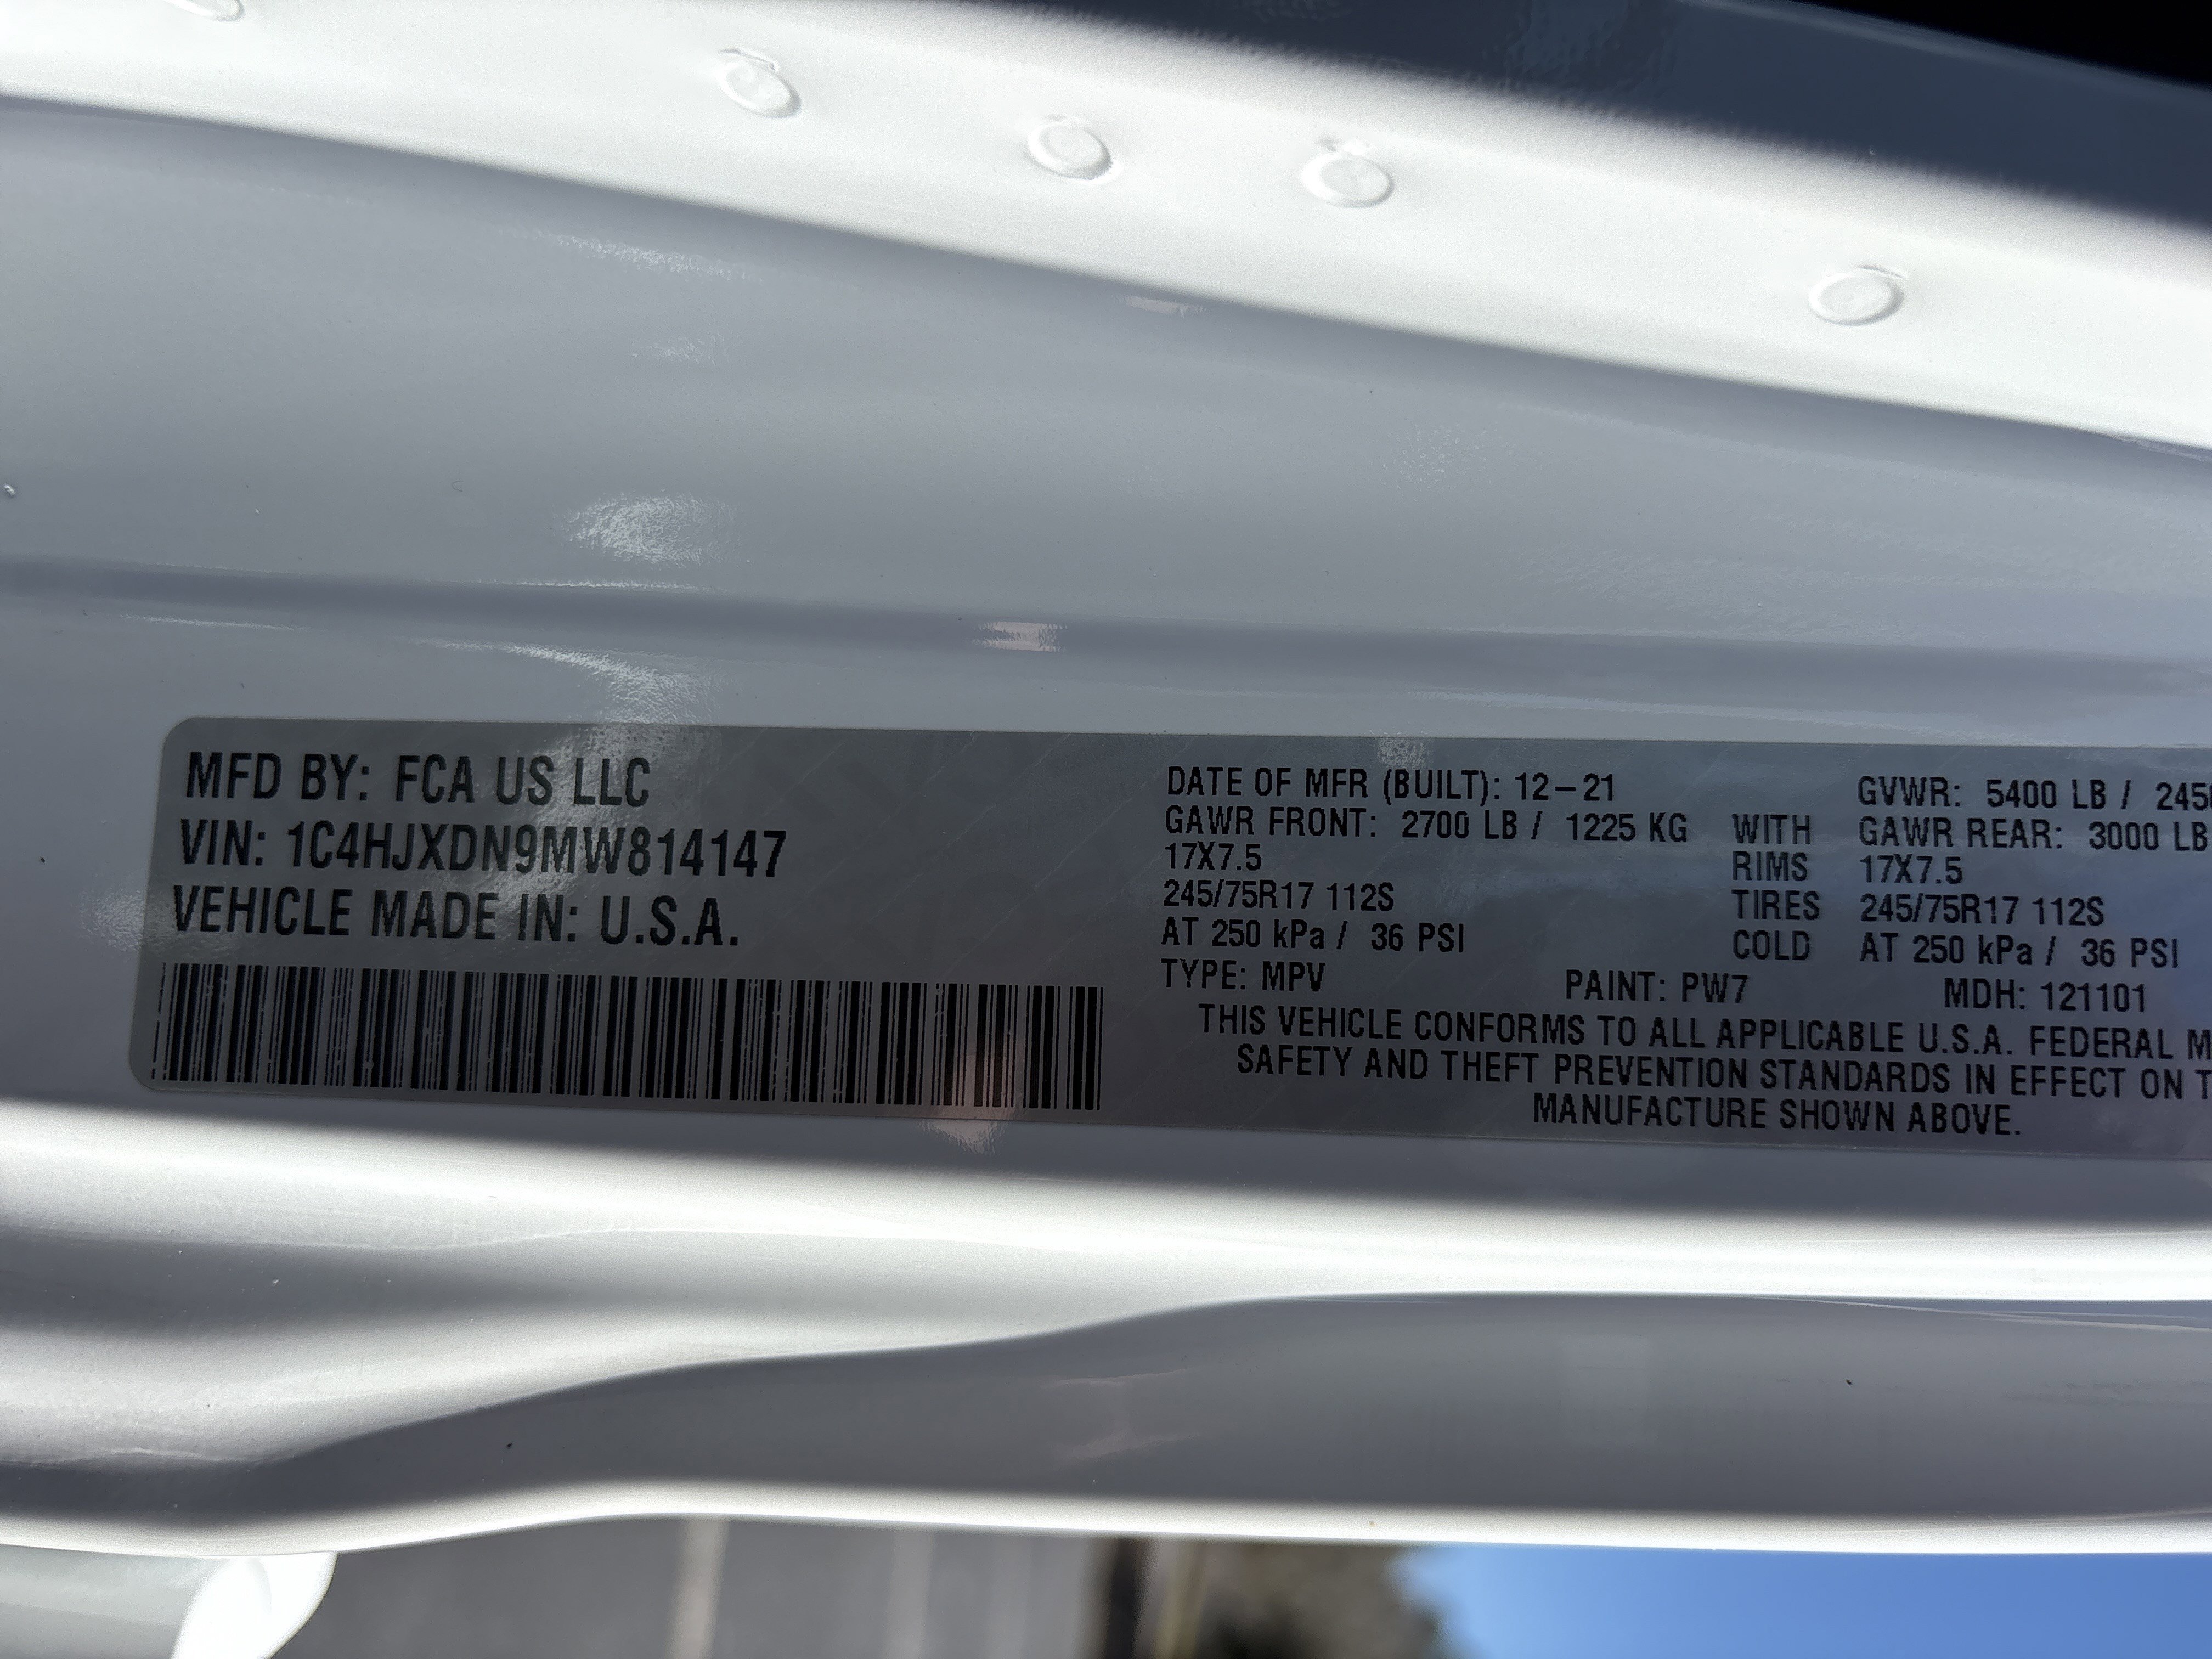 MFD BY: FCA US LLC
VIN: 1C4HJXDN9MW814147
VEHICLE MADE IN: U.S.A.
DATE OF MFR (BUILT): 12-21 GVWR: 5400 LB /
GAWR FRONT: 2700 LB / 1225 KG WITH GAWR REAR: 3000 LB
17X7.5 RIMS 17X7.5
245/75R17 112S TIRES 245/75R17 112S
AT 250 kPa / 36 PSI COLD AT 250 kPa / 36 PSI
TYPE: MPV PAINT: PW7 MDH: 121101
THIS VEHICLE CONFORMS TO ALL APPLICABLE U.S.A. FEDERAL
SAFETY AND THEFT PREVENTION STANDARDS IN EFFECT ON
MANUFACTURE SHOWN ABOVE.